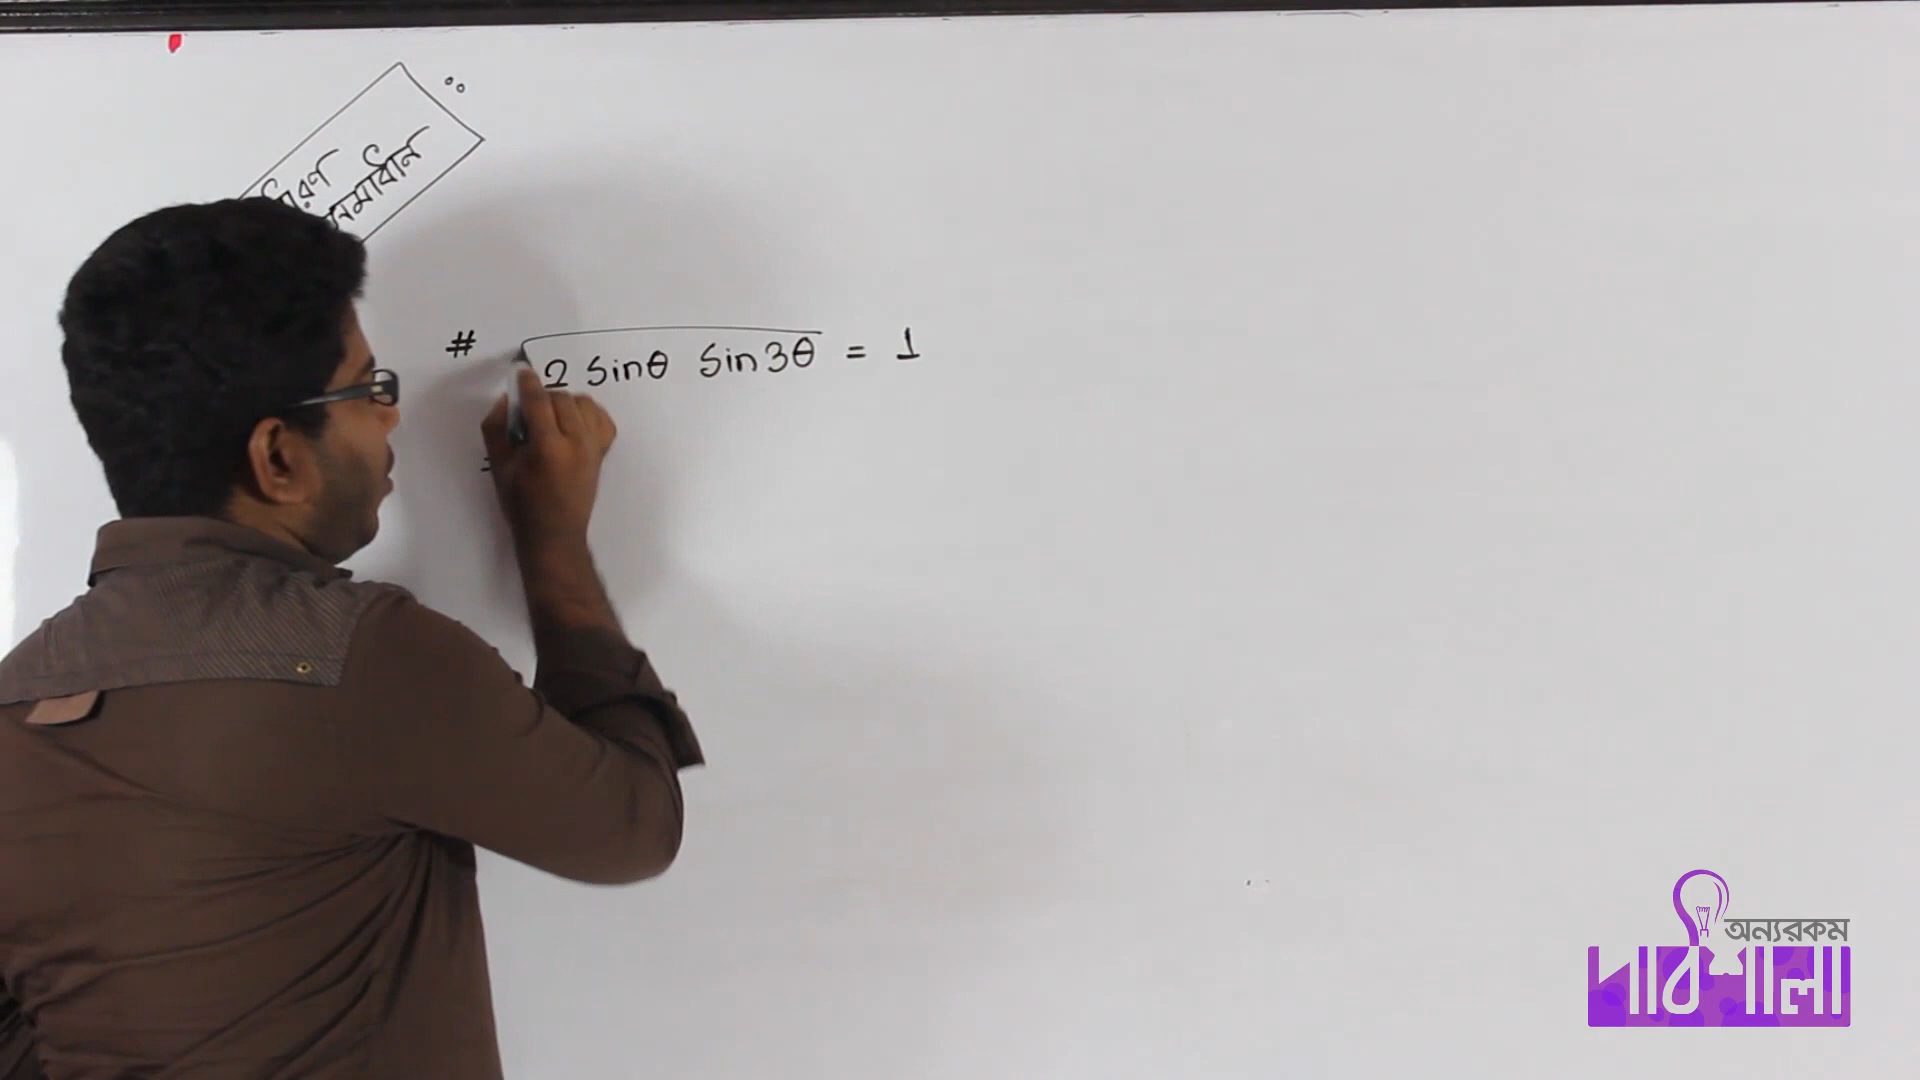 # 2 sinθ sin3θ = 1
অন্যরকম
পাঠশালা